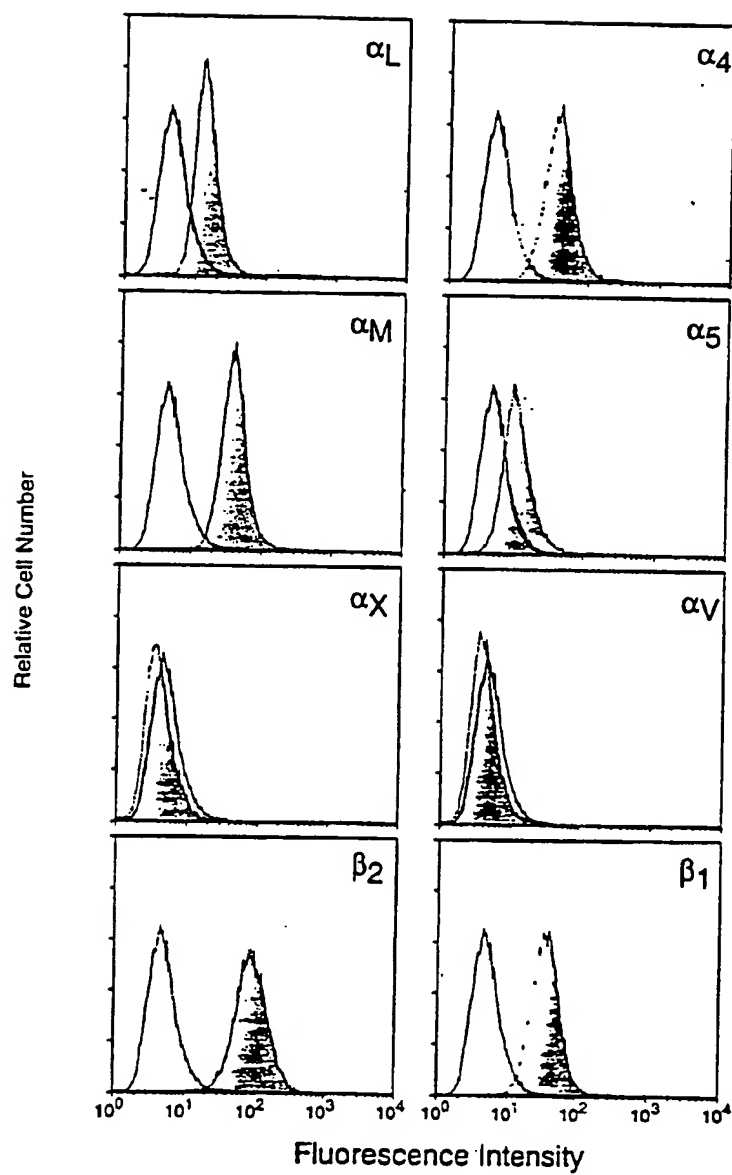 αL
α4
αM
α5
αX
αV
β2
β1
Relative Cell Number
10⁰ 10¹ 10² 10³ 10⁴
10⁰ 10¹ 10² 10³ 10⁴
Fluorescence Intensity